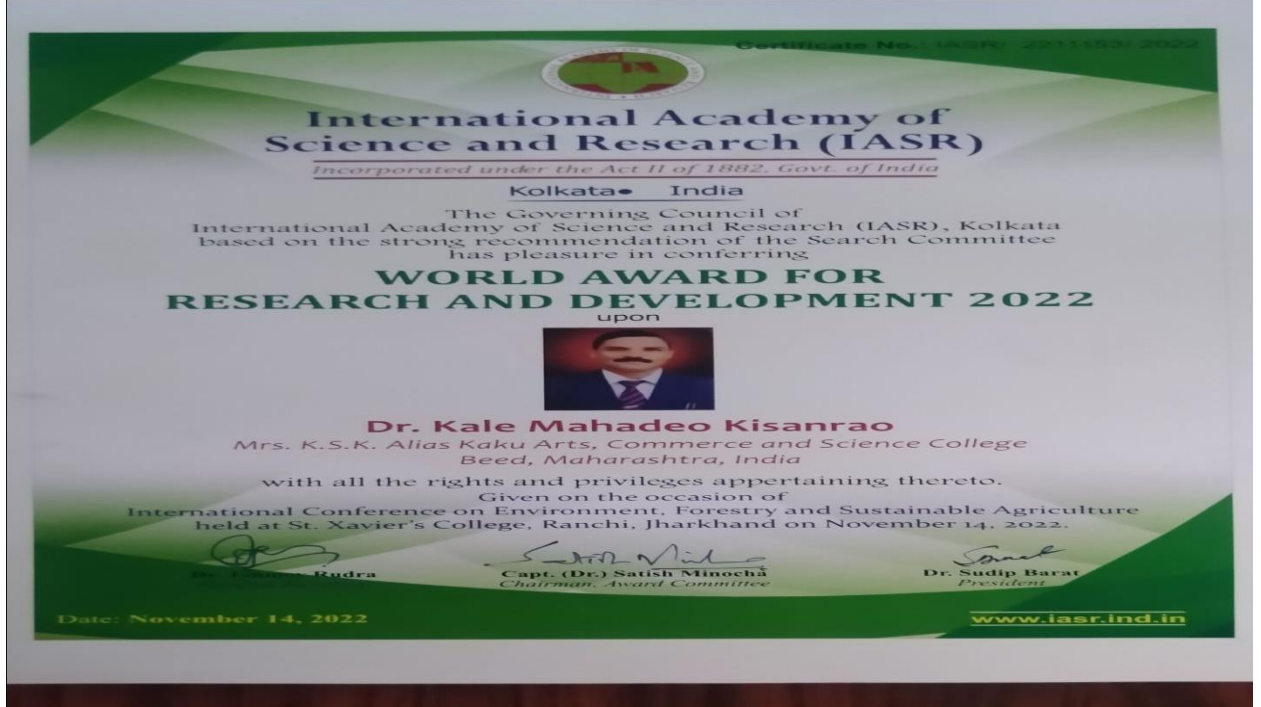 Certificate No.: IASR/ 2211153/ 2022
International Academy of
Science and Research (IASR)
Incorporated under the Act II of 1882, Govt. of India
Kolkata• India
The Governing Council of
International Academy of Science and Research (IASR), Kolkata
based on the strong recommendation of the Search Committee
has pleasure in conferring
WORLD AWARD FOR
RESEARCH AND DEVELOPMENT 2022
upon
Dr. Kale Mahadeo Kisanrao
Mrs. K.S.K. Alias Kaku Arts, Commerce and Science College
Beed, Maharashtra, India
with all the rights and privileges appertaining thereto.
Given on the occasion of
International Conference on Environment, Forestry and Sustainable Agriculture
held at St. Xavier's College, Ranchi, Jharkhand on November 14, 2022.
Dr. Rudra
Capt. (Dr.) Satish Minocha
Dr. Sudip Barat
Chairman, Award Committee
President
Date: November 14, 2022
www.iasr.ind.in